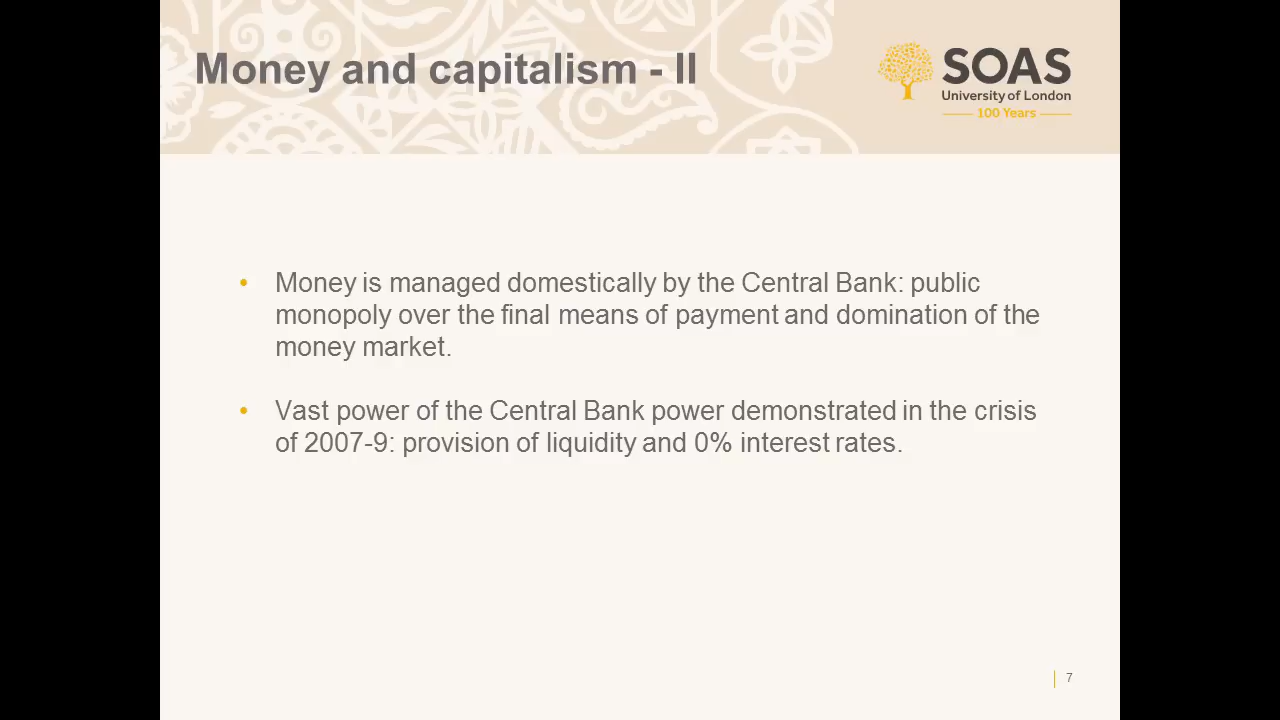 Money and capitalism - II
SOAS
University of London
100 Years
• Money is managed domestically by the Central Bank: public
monopoly over the final means of payment and domination of the
money market.
• Vast power of the Central Bank power demonstrated in the crisis
of 2007-9: provision of liquidity and 0% interest rates.
7